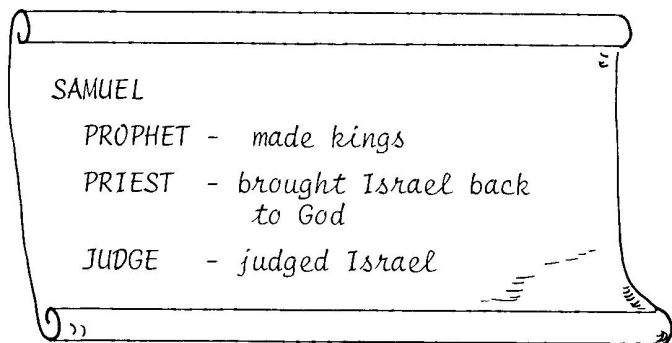 SAMUEL
PROPHET - made kings
PRIEST - brought Israel back
to God
JUDGE - judged Israel